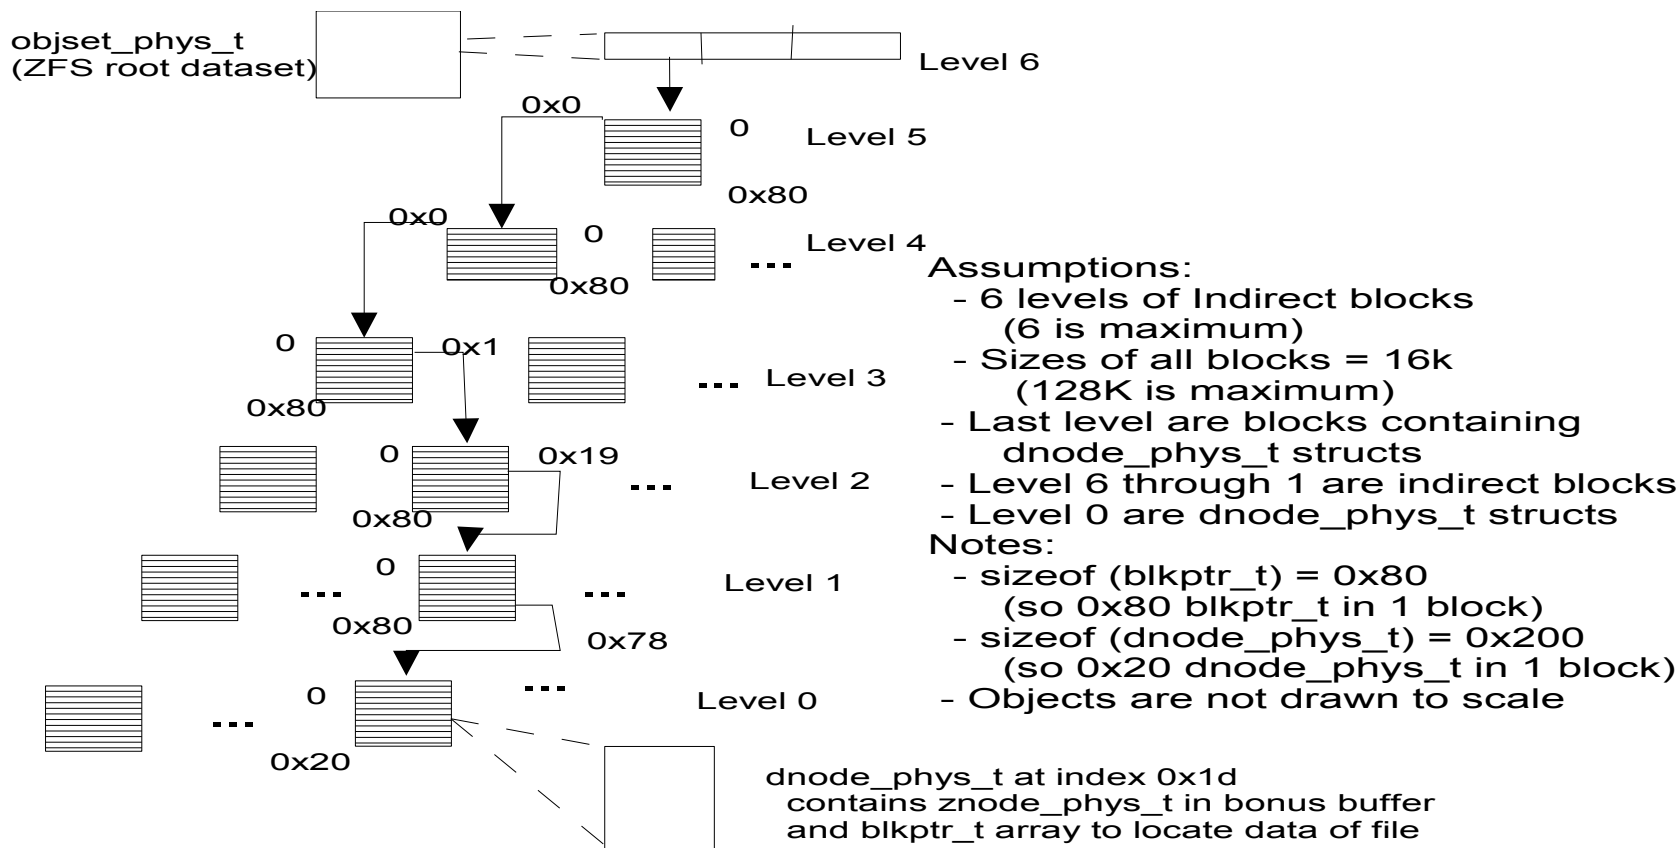 objset_phys_t
(ZFS root dataset)
Level 6
0x0
0
Level 5
0x80
0x0
0
Level 4
0x80
0
0x1
Level 3
0x80
0
0x19
Level 2
0x80
0
Level 1
0x80
0x78
0
Level 0
0x20
Assumptions:
- 6 levels of Indirect blocks
(6 is maximum)
- Sizes of all blocks = 16k
(128K is maximum)
- Last level are blocks containing
dnode_phys_t structs
- Level 6 through 1 are indirect blocks
- Level 0 are dnode_phys_t structs
Notes:
- sizeof (blkptr_t) = 0x80
(so 0x80 blkptr_t in 1 block)
- sizeof (dnode_phys_t) = 0x200
(so 0x20 dnode_phys_t in 1 block)
- Objects are not drawn to scale
dnode_phys_t at index 0x1d
contains znode_phys_t in bonus buffer
and blkptr_t array to locate data of file